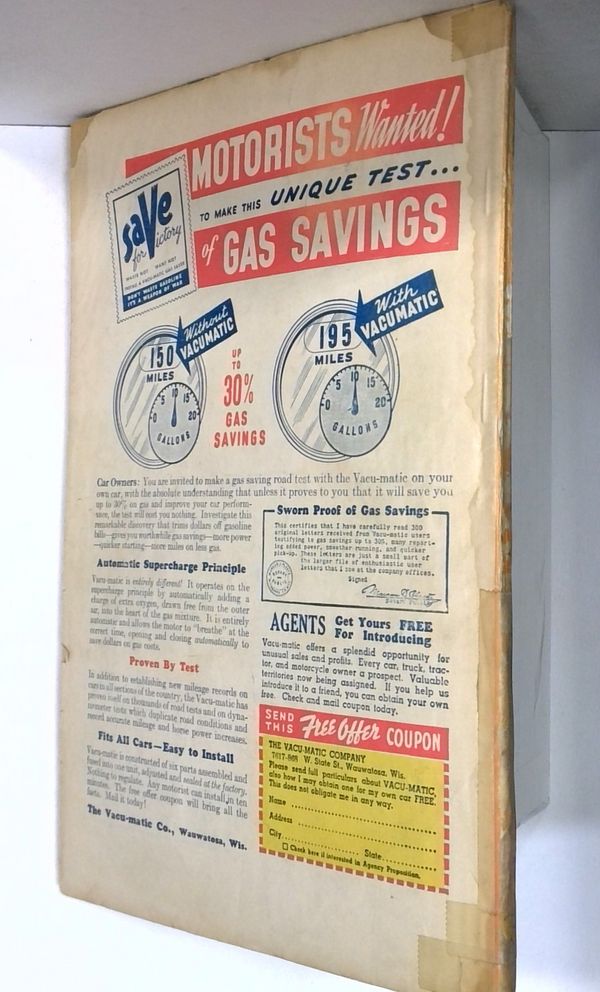 MOTORISTS Wanted!
TO MAKE THIS UNIQUE TEST...
of GAS SAVINGS
saVe
for Victory
WASTE NOT WANT NOT
DON'T WASTE GASOLINE
IT'S A WEAPON OF WAR
Without
VACUMATIC
150
MILES
5 10 15
0 20
GALLONS
UP
TO
30%
GAS
SAVINGS
With
VACUMATIC
195
MILES
5 10 15
0 20
GALLONS
Car Owners: You are invited to make a gas saving road test with the Vacu-matic on your
own car, with the absolute understanding that unless it proves to you that it will save you
up to 30% on gas and improve your car perform-
ance, the test will cost you nothing. Investigate this
remarkable discovery that trims dollars off gasoline
bills—gives you worthwhile gas savings—more power
—quicker starting—more miles on less gas.
Automatic Supercharge Principle
Vacu-matic is entirely different! It operates on the
supercharge principle by automatically adding a
charge of extra oxygen, drawn free from the outer
air, into the heart of the gas mixture. It is entirely
automatic and allows the motor to "breathe" at the
correct time, opening and closing automatically to
save dollars on gas costs.
Proven By Test
In addition to establishing new mileage records on
cars in all sections of the country, the Vacu-matic has
proven itself on thousands of road tests and on dyna-
mometer tests which duplicate road conditions and
record accurate mileage and horse power increases.
Fits All Cars—Easy to Install
Vacu-matic is constructed of six parts assembled and
fused into one unit, adjusted and sealed at the factory.
Nothing to regulate. Any motorist can install in ten
minutes. The free offer coupon will bring all the
facts. Mail it today!
The Vacu-matic Co., Wauwatosa, Wis.
Sworn Proof of Gas Savings
This certifies that I have carefully read 300
original letters received from Vacu-matic users
testifying to gas savings up to 30%, many report-
ing added power, smoother running, and quicker
pick-up. These letters are just a small part of
the larger file of enthusiastic user
letters that I saw at the company offices.
Signed
AGENTS Get Yours FREE
For Introducing
Vacu-matic offers a splendid opportunity for
unusual sales and profits. Every car, truck, trac-
tor, and motorcycle owner a prospect. Valuable
territories now being assigned. If you help us
introduce it to a friend, you can obtain your own
free. Check and mail coupon today.
SEND
THIS Free Offer COUPON
THE VACU-MATIC COMPANY
7617-868 W. State St., Wauwatosa, Wis.
Please send full particulars about VACU-MATIC,
also how I may obtain one for my own car FREE.
This does not obligate me in any way.
Name
Address
City State
Check here if interested in Agency Proposition.